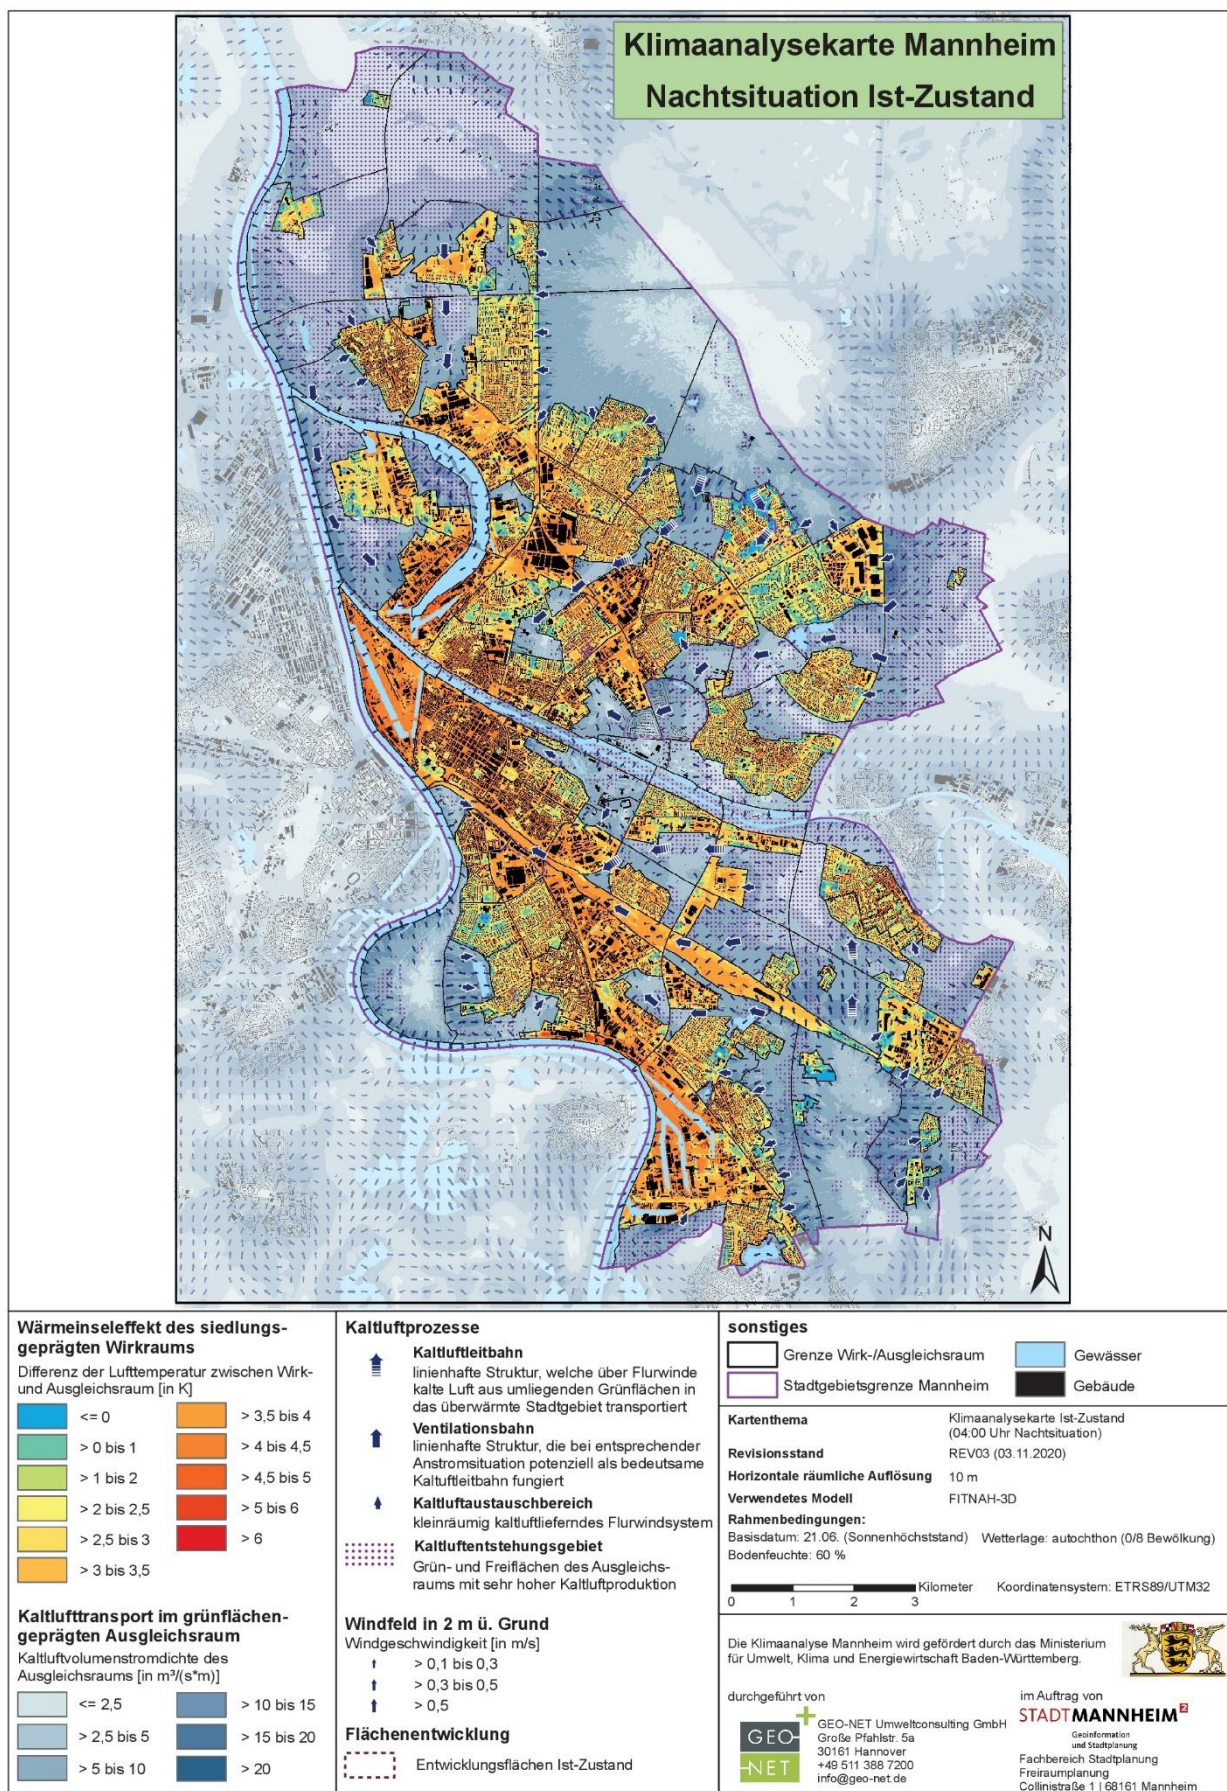 Klimaanalysekarte Mannheim
Nachtsituation Ist-Zustand
N
Wärmeinseleffekt des siedlungs-
geprägten Wirkraums
Differenz der Lufttemperatur zwischen Wirk-
und Ausgleichsraum [in K]
<= 0
> 0 bis 1
> 1 bis 2
> 2 bis 2,5
> 2,5 bis 3
> 3 bis 3,5
> 3,5 bis 4
> 4 bis 4,5
> 4,5 bis 5
> 5 bis 6
> 6
Kaltlufttransport im grünflächen-
geprägten Ausgleichsraum
Kaltluftvolumenstromdichte des
Ausgleichsraums [in m³/(s*m)]
<= 2,5
> 2,5 bis 5
> 5 bis 10
> 10 bis 15
> 15 bis 20
> 20
Kaltluftprozesse
Kaltluftleitbahn
linienhafte Struktur, welche über Flurwinde
kalte Luft aus umliegenden Grünflächen in
das überwärmte Stadtgebiet transportiert
Ventilationsbahn
linienhafte Struktur, die bei entsprechender
Anstromsituation potenziell als bedeutsame
Kaltuftleitbahn fungiert
Kaltluftaustauschbereich
kleinräumig kaltluftlieferndes Flurwindsystem
Kaltluftentstehungsgebiet
Grün- und Freiflächen des Ausgleichs-
raums mit sehr hoher Kaltluftproduktion
Windfeld in 2 m ü. Grund
Windgeschwindigkeit [in m/s]
> 0,1 bis 0,3
> 0,3 bis 0,5
> 0,5
Flächenentwicklung
Entwicklungsflächen Ist-Zustand
sonstiges
Grenze Wirk-/Ausgleichsraum
Stadtgebietsgrenze Mannheim
Gewässer
Gebäude
Kartenthema Klimaanalysekarte Ist-Zustand
(04:00 Uhr Nachtsituation)
Revisionsstand REV03 (03.11.2020)
Horizontale räumliche Auflösung 10 m
Verwendetes Modell FITNAH-3D
Rahmenbedingungen:
Basisdatum: 21.06. (Sonnenhöchststand) Wetterlage: autochthon (0/8 Bewölkung)
Bodenfeuchte: 60 %
Kilometer Koordinatensystem: ETRS89/UTM32
0 1 2 3
Die Klimaanalyse Mannheim wird gefördert durch das Ministerium
für Umwelt, Klima und Energiewirtschaft Baden-Württemberg.
durchgeführt von
GEO-
NET
GEO-NET Umweltconsulting GmbH
Große Pfahlstr. 5a
30161 Hannover
+49 511 388 7200
info@geo-net.de
im Auftrag von
STADTMANNHEIM²
Geoinformation
und Stadtplanung
Fachbereich Stadtplanung
Freiraumplanung
Collinistraße 1 | 68161 Mannheim